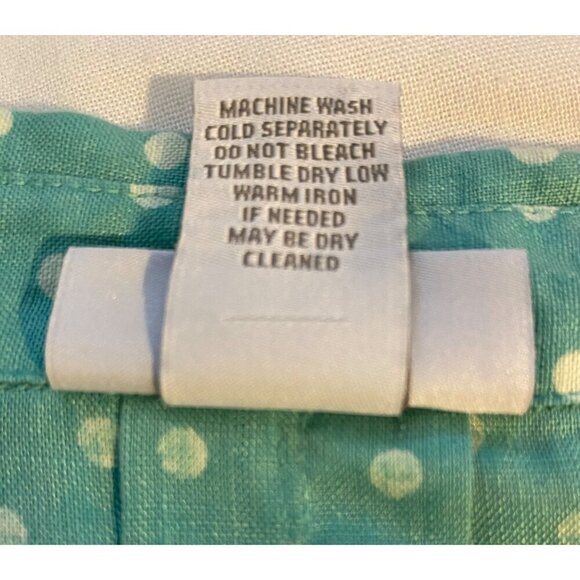 MACHINE WASH
COLD SEPARATELY
DO NOT BLEACH
TUMBLE DRY LOW
WARM IRON
IF NEEDED
MAY BE DRY
CLEANED